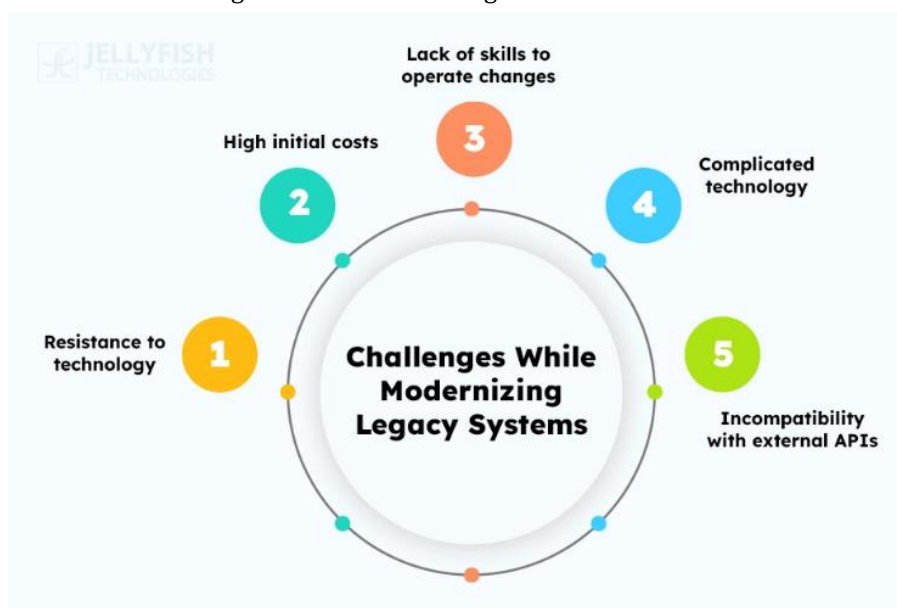 JELLYFISH
TECHNOLOGIES
Lack of skills to
operate changes
3
High initial costs
2
Complicated
technology
4
Resistance to
technology
1
5
Incompatibility
with external APIs
Challenges While
Modernizing
Legacy Systems